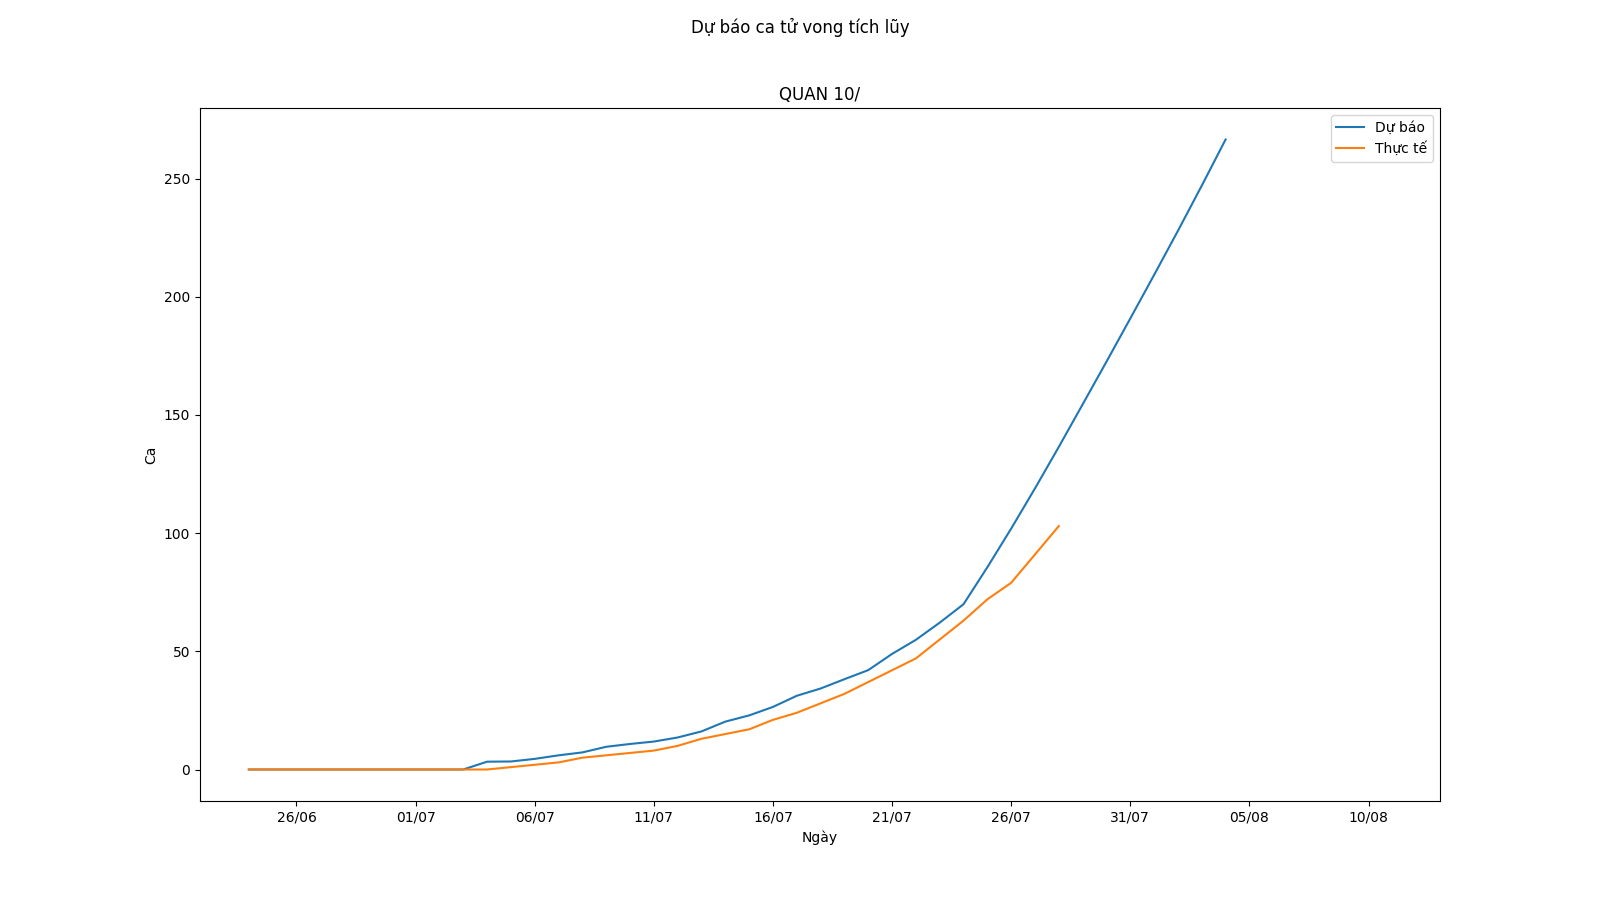 Dự báo ca tử vong tích lũy
QUAN 10/
Dự báo
Thực tế
250
200
150
100
50
0
Ca
26/06 01/07 06/07 11/07 16/07 21/07 26/07 31/07 05/08 10/08
Ngày